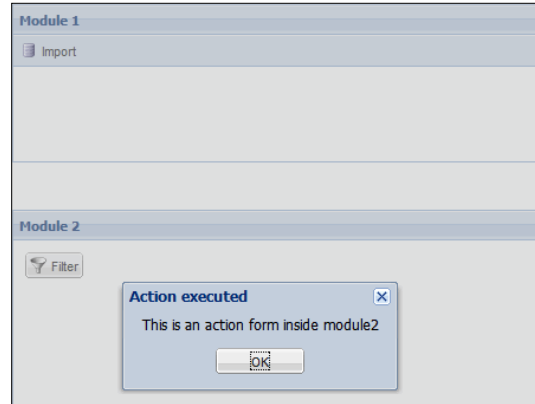 Module 1
Import
Module 2
Filter
Action executed
This is an action form inside module2
OK